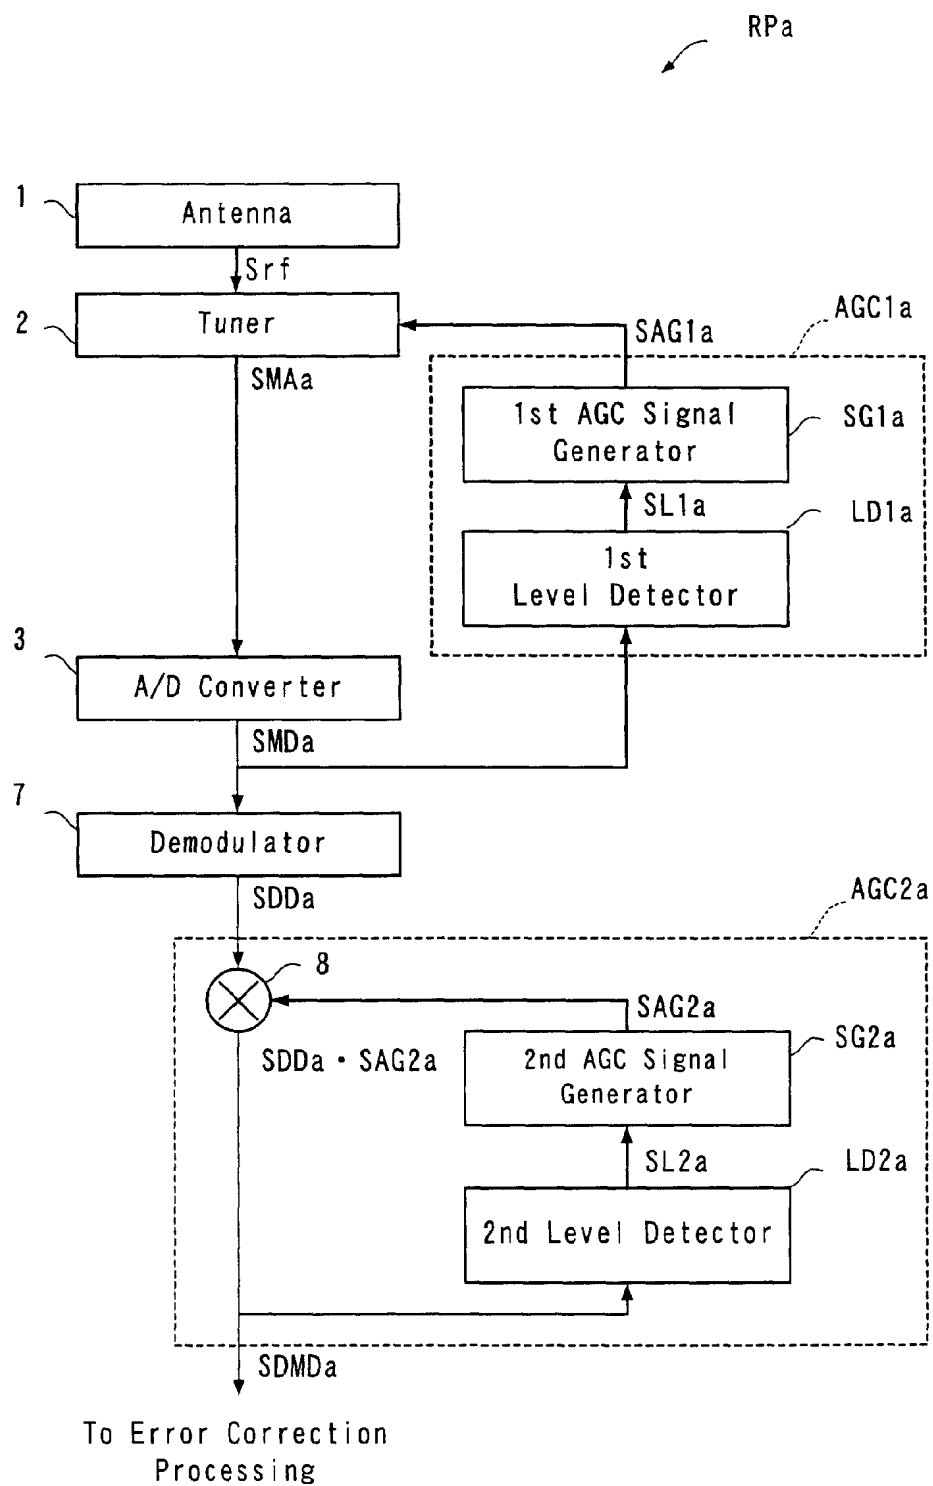 RPa
1
Antenna
Srf
2
Tuner
SMAa
SAG1a
AGC1a
1st AGC Signal
Generator
SG1a
SL1a
LD1a
1st
Level Detector
3
A/D Converter
SMDa
7
Demodulator
SDDa
AGC2a
8
SAG2a
SDDa・SAG2a
2nd AGC Signal
Generator
SG2a
SL2a
LD2a
2nd Level Detector
SDMDa
To Error Correction
Processing